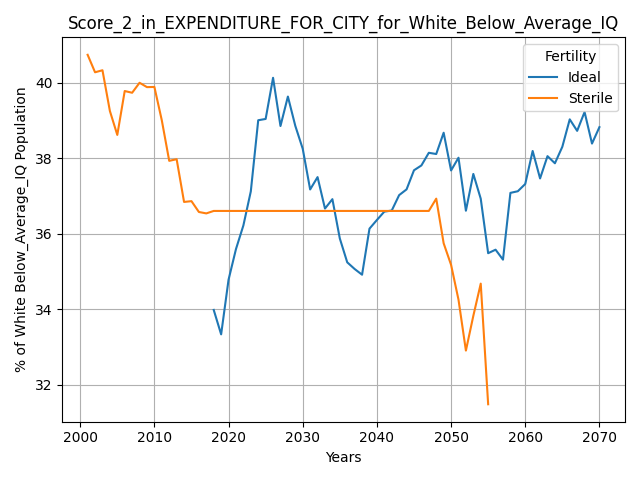 Score_2_in_EXPENDITURE_FOR_CITY_for_White_Below_Average_IQ
Fertility
Ideal
Sterile
% of White Below_Average_IQ Population
40
38
36
34
32
2000 2010 2020 2030 2040 2050 2060 2070
Years